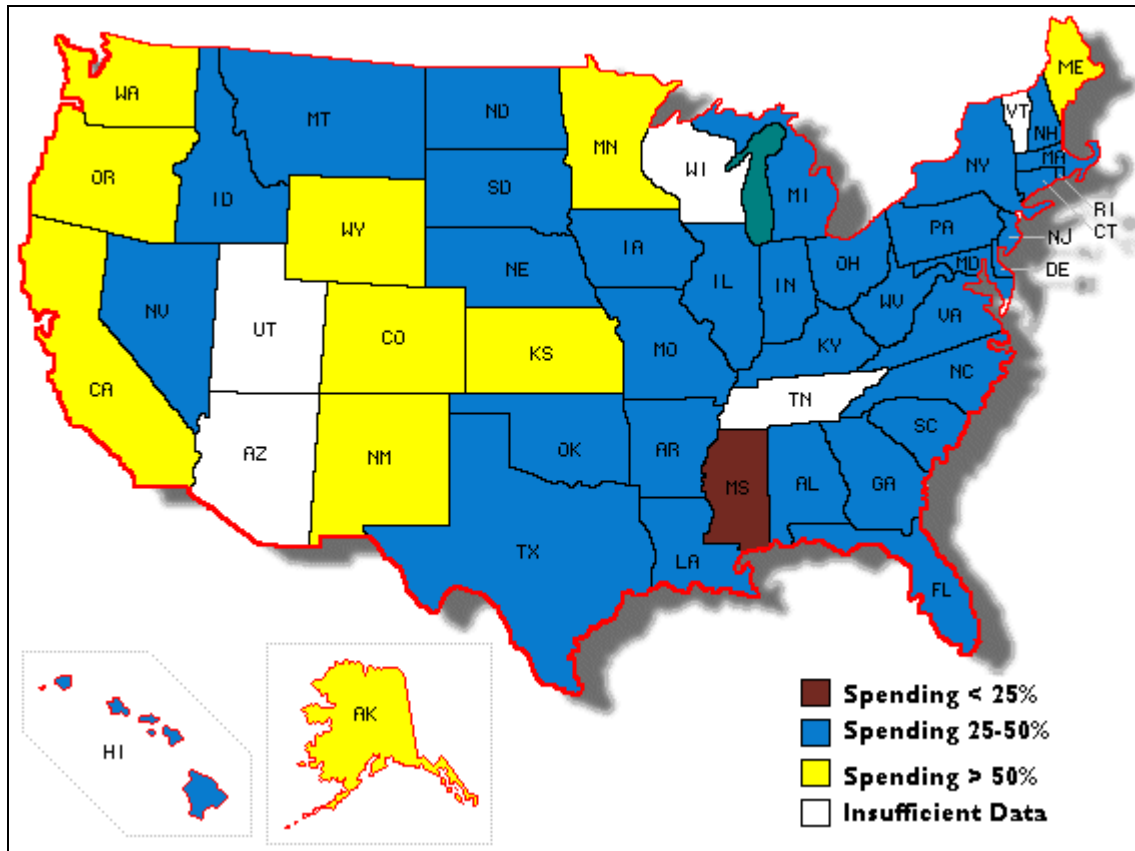 WA
MT
ND
MN
ME
VT
NH
OR
ID
SD
WI
MI
NY
MA
WY
RI
CT
NV
NE
IA
PA
NJ
UT
CO
IL
IN
OH
MD
DE
CA
KS
MO
WV
VA
KY
AZ
NM
OK
AR
TN
NC
SC
MS
AL
GA
TX
LA
FL
HI
AK
Spending < 25%
Spending 25-50%
Spending > 50%
Insufficient Data